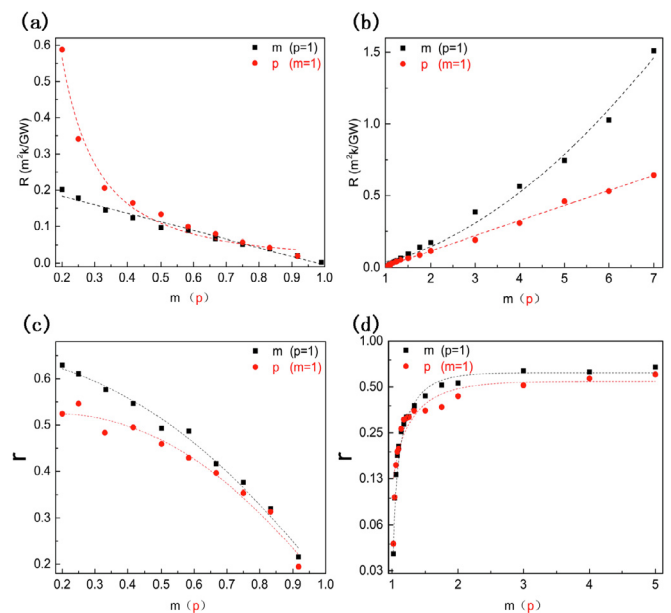 (a)
0.6
0.5
0.4
0.3
0.2
0.1
0.0
R (m²k/GW)
m (p=1)
p (m=1)
0.2 0.3 0.4 0.5 0.6 0.7 0.8 0.9 1.0
m (p)
(b)
1.5
1.0
0.5
0.0
R (m²k/GW)
m (p=1)
p (m=1)
1 2 3 4 5 6 7
m (p)
(c)
0.6
0.5
0.4
0.3
0.2
r
m (p=1)
p (m=1)
0.2 0.3 0.4 0.5 0.6 0.7 0.8 0.9 1.0
m (p)
(d)
1.00
0.50
0.25
0.13
0.06
0.03
r
m (p=1)
p (m=1)
1 2 3 4 5
m (p)